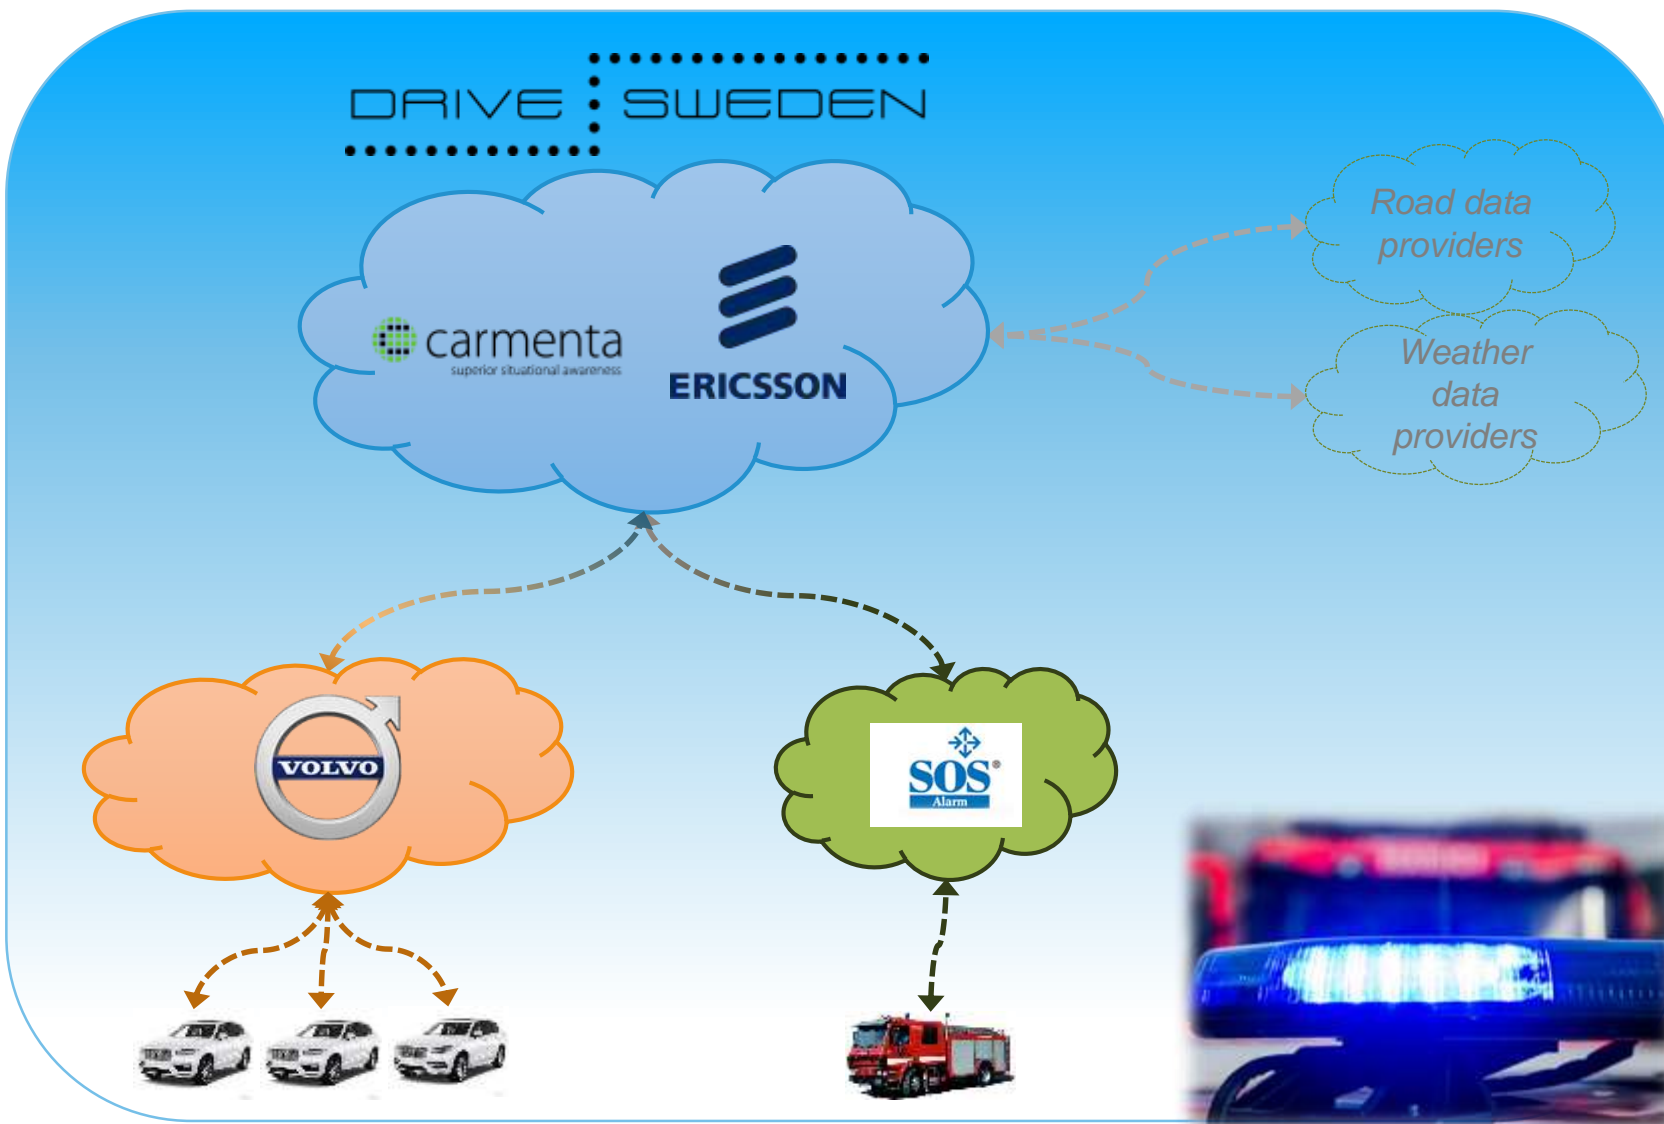 DRIVE SWEDEN
carmenta
superior situational awareness
ERICSSON
Road data
providers
Weather
data
providers
VOLVO
SOS®
Alarm